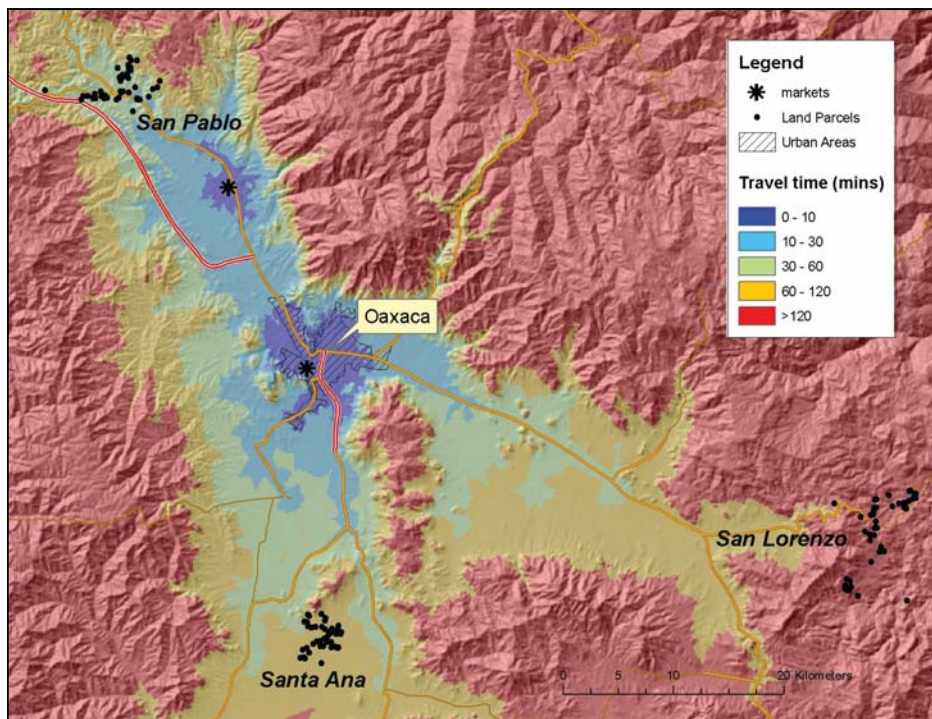 San Pablo
Oaxaca
San Lorenzo
Santa Ana
Legend
markets
Land Parcels
Urban Areas
Travel time (mins)
0 - 10
10 - 30
30 - 60
60 - 120
>120
0 5 10 20 Kilometers